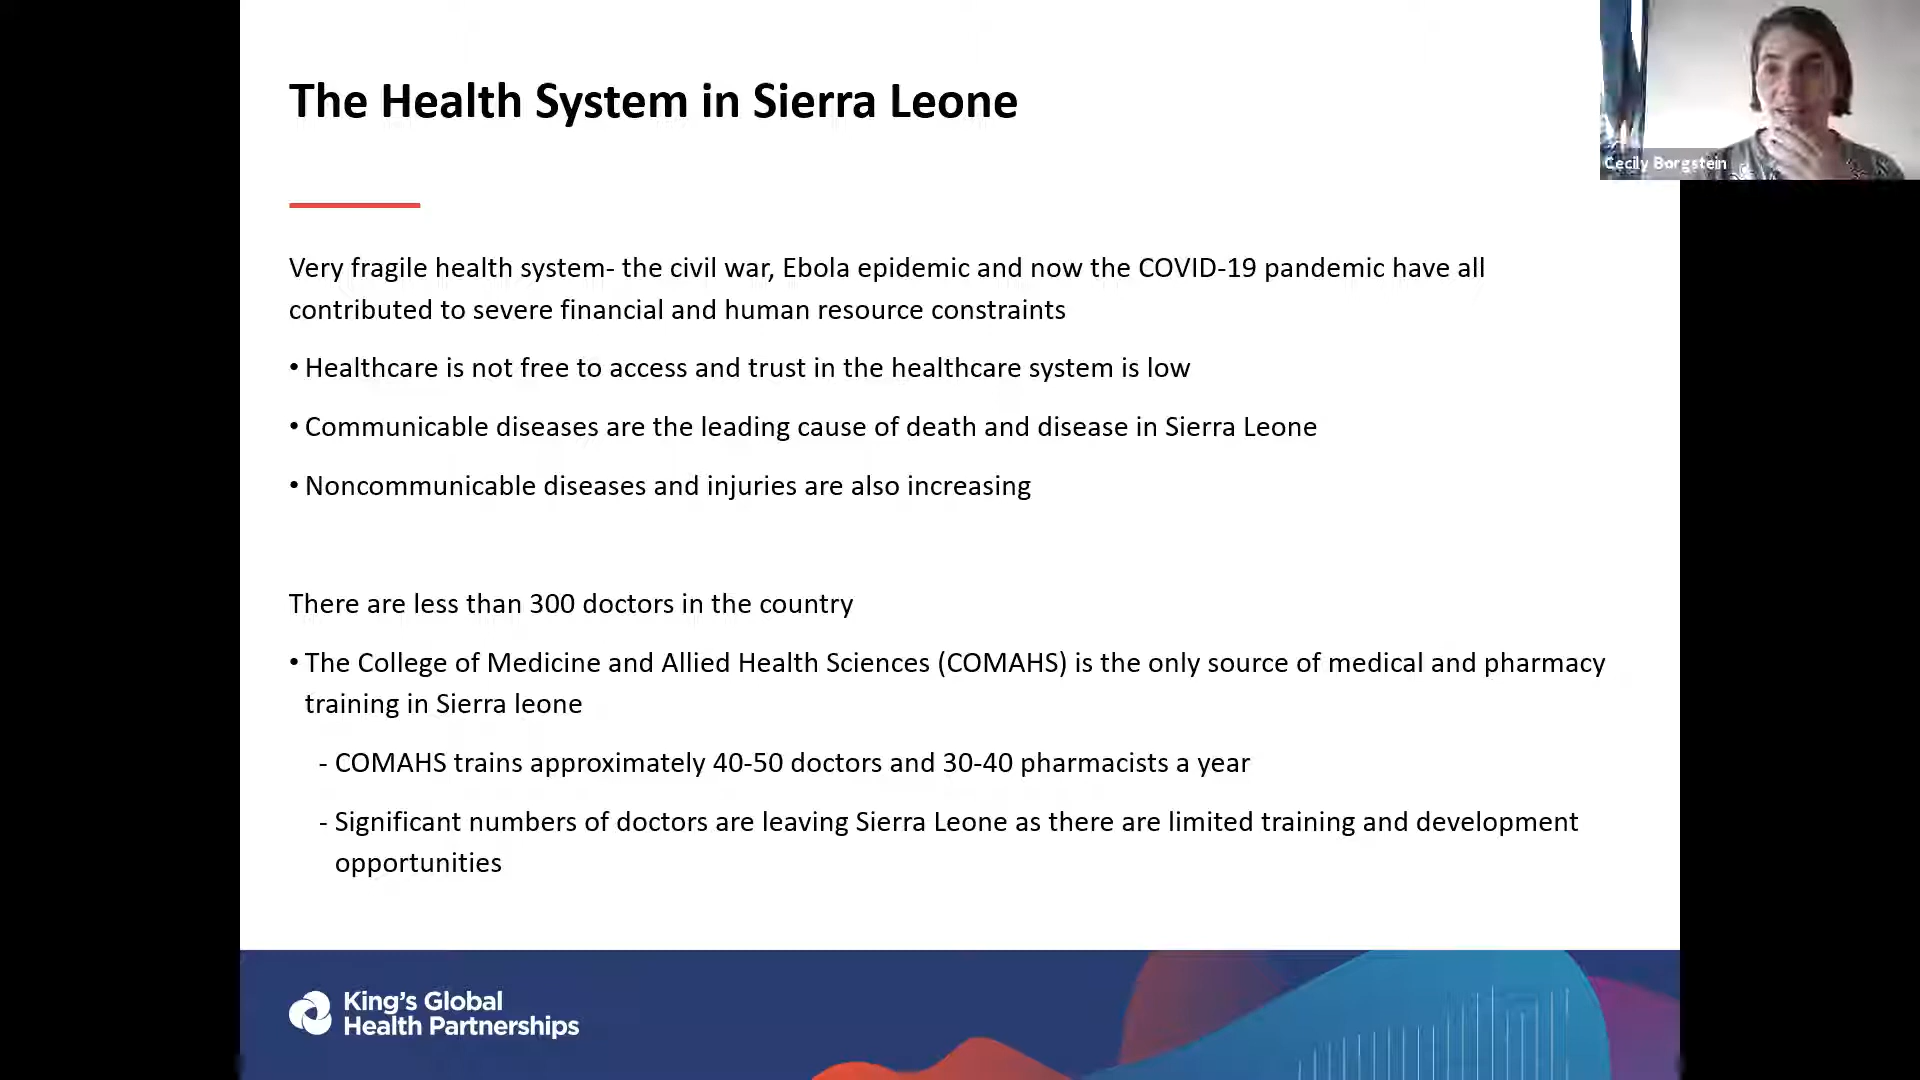 The Health System in Sierra Leone
Cecily Borgstein
Very fragile health system- the civil war, Ebola epidemic and now the COVID-19 pandemic have all
contributed to severe financial and human resource constraints
• Healthcare is not free to access and trust in the healthcare system is low
• Communicable diseases are the leading cause of death and disease in Sierra Leone
• Noncommunicable diseases and injuries are also increasing
There are less than 300 doctors in the country
• The College of Medicine and Allied Health Sciences (COMAHS) is the only source of medical and pharmacy
training in Sierra leone
- COMAHS trains approximately 40-50 doctors and 30-40 pharmacists a year
- Significant numbers of doctors are leaving Sierra Leone as there are limited training and development
opportunities
King's Global
Health Partnerships